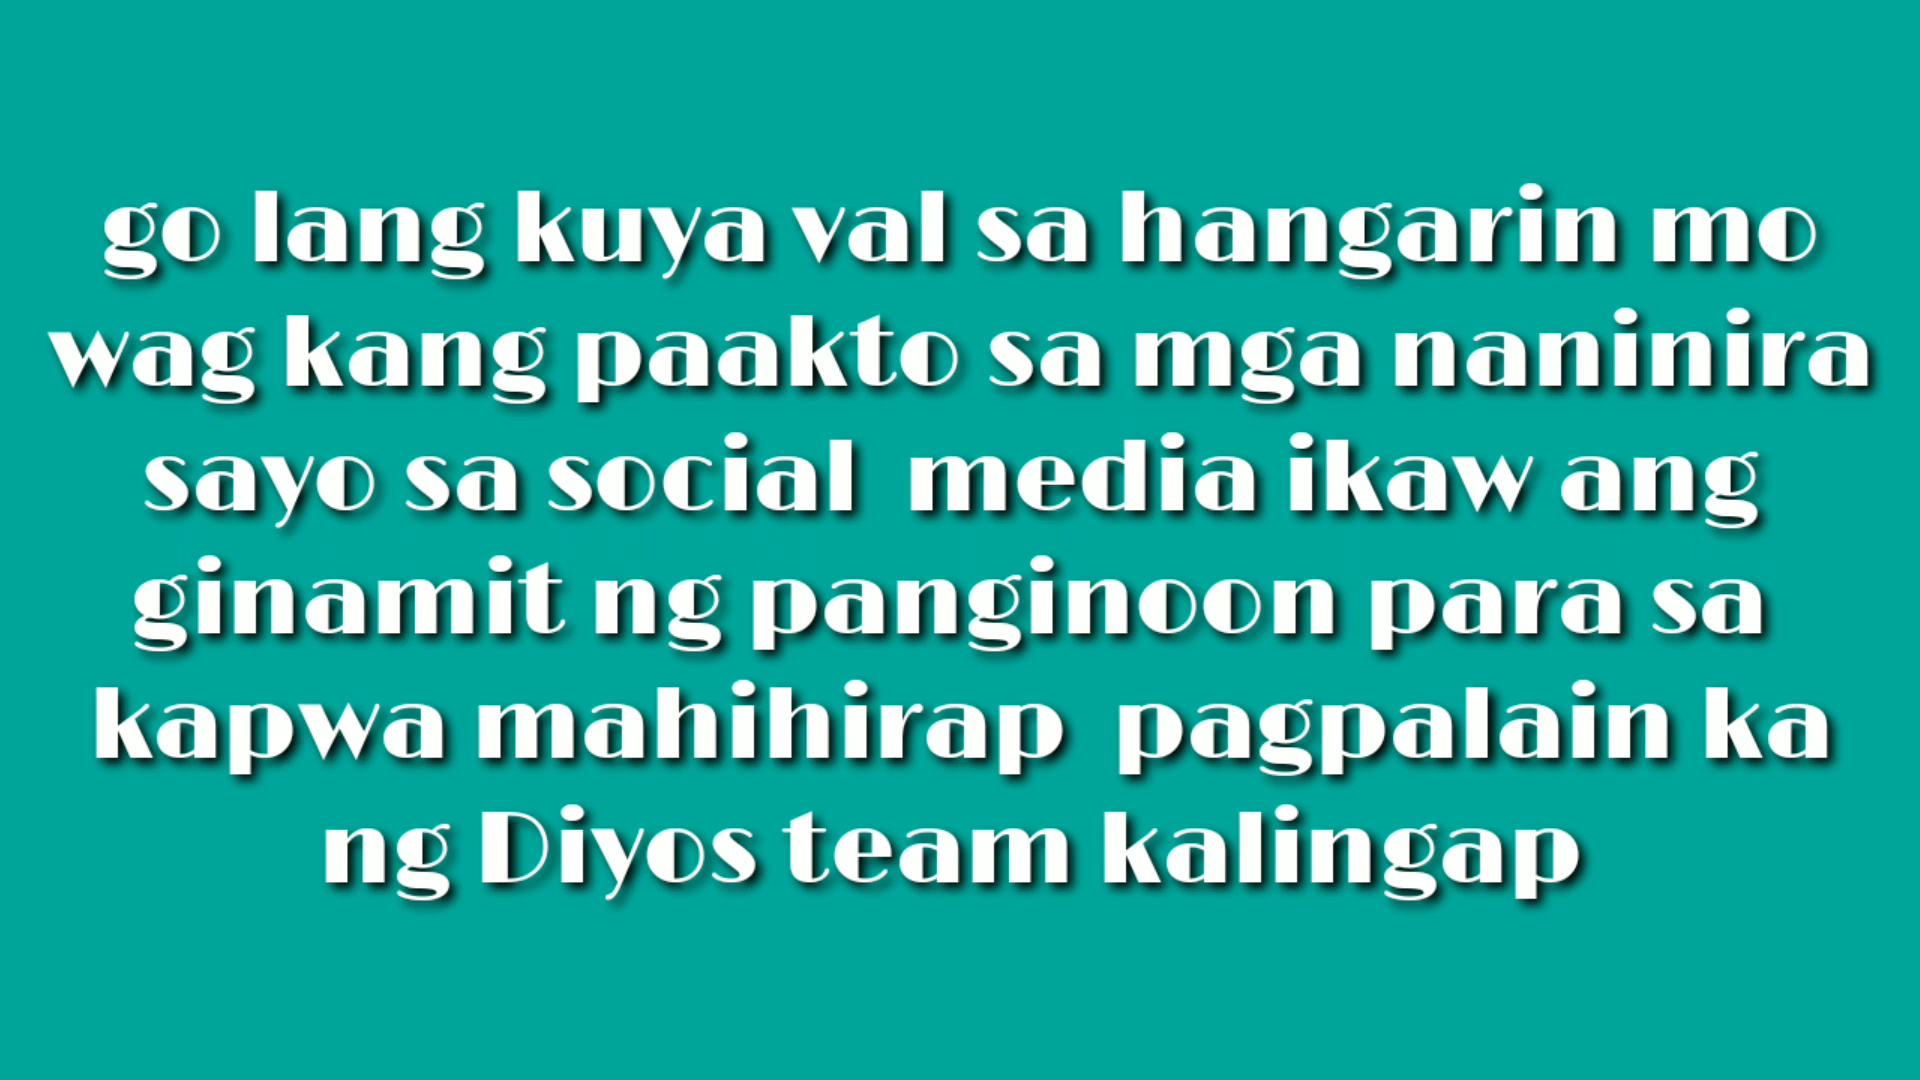 go lang kuya val sa hangarin mo
wag kang paakto sa mga naninira
sayo sa social  media ikaw ang
ginamit ng panginoon para sa
kapwa mahihirap  pagpalain ka
ng Diyos team kalingap